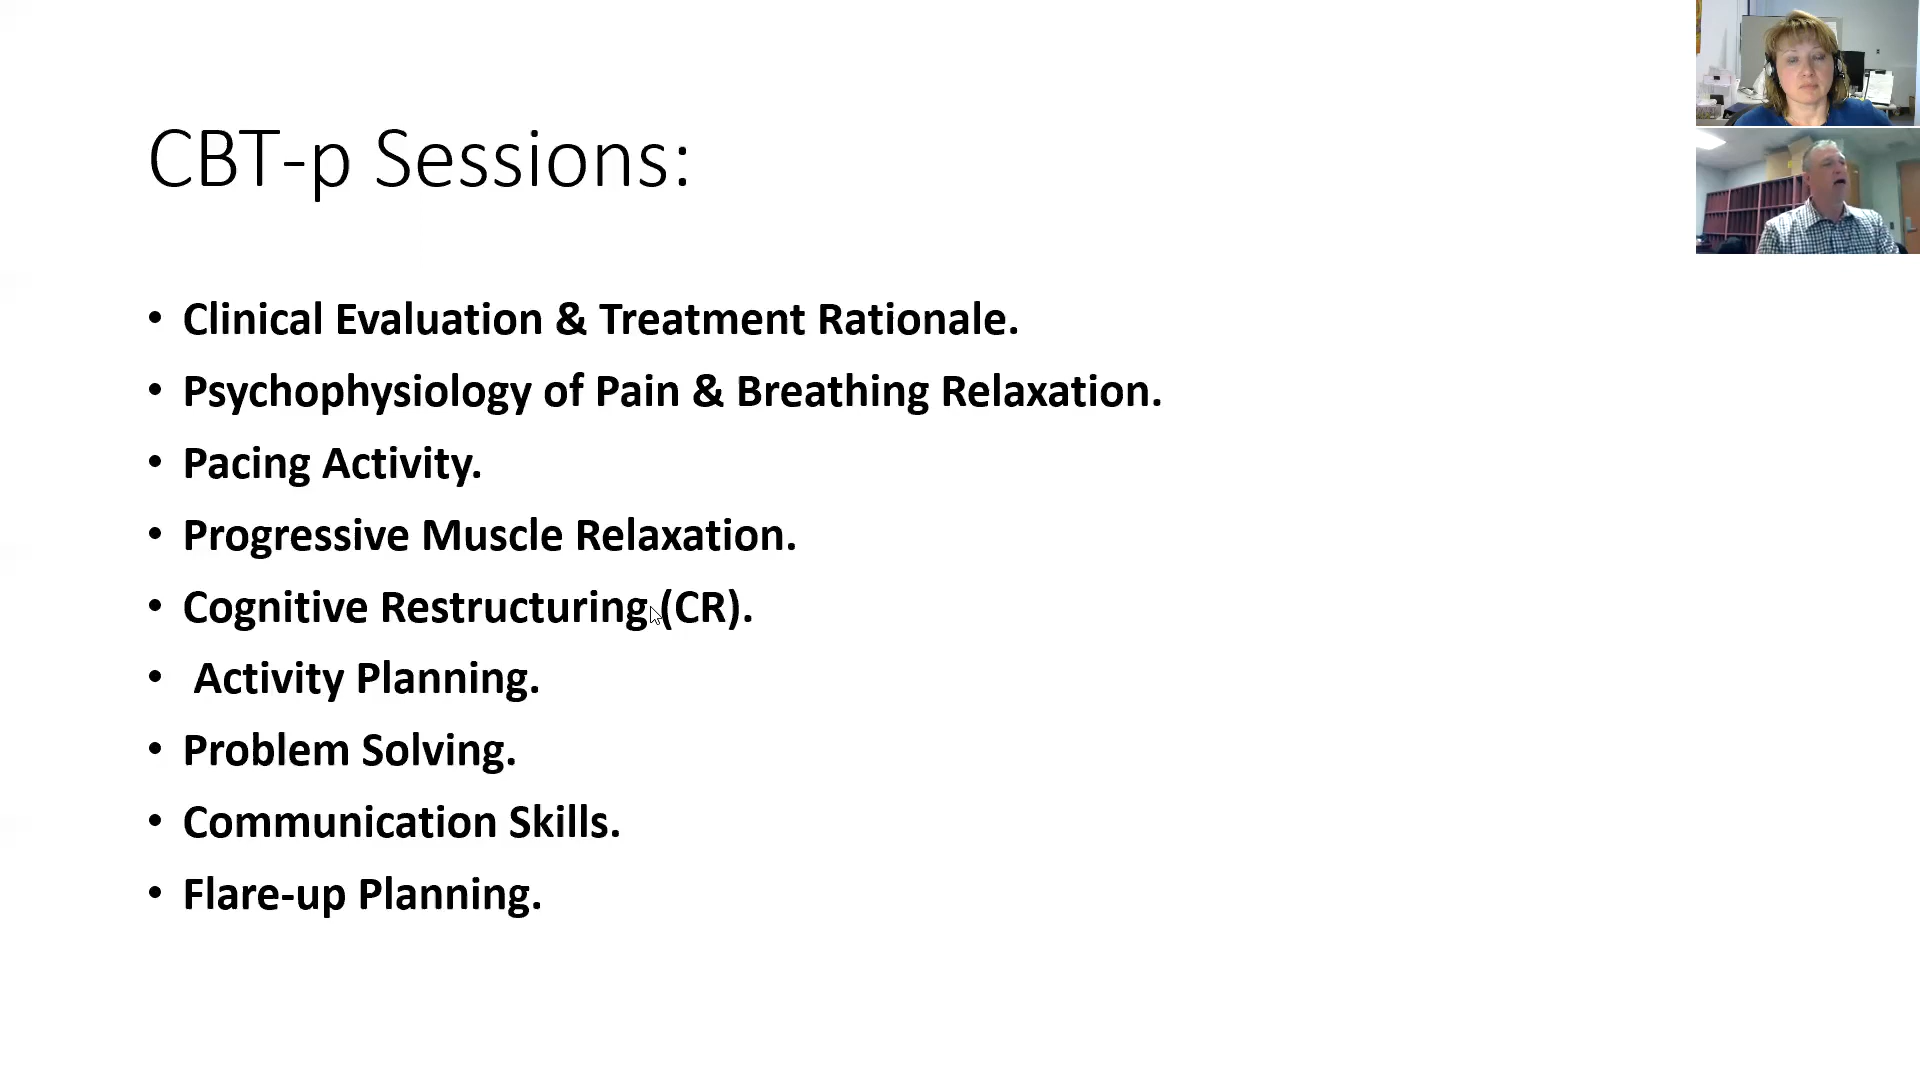 CBT-p Sessions:
• Clinical Evaluation & Treatment Rationale.
• Psychophysiology of Pain & Breathing Relaxation.
• Pacing Activity.
• Progressive Muscle Relaxation.
• Cognitive Restructuring (CR).
• Activity Planning.
• Problem Solving.
• Communication Skills.
• Flare-up Planning.